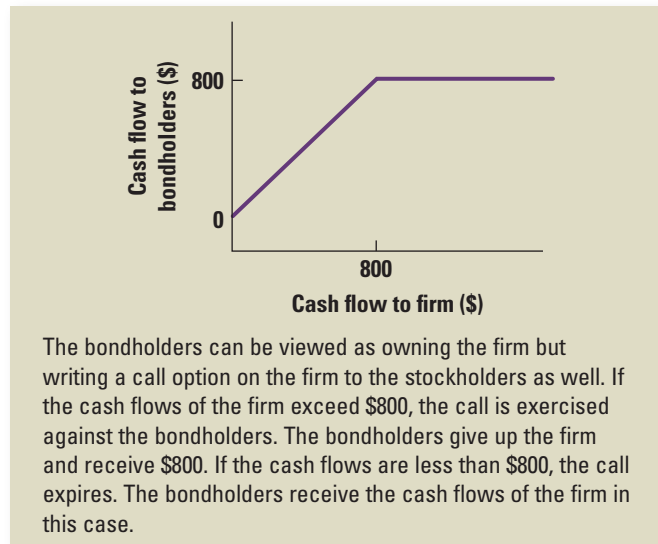 Cash flow to
bondholders ($)
800
0
800
Cash flow to firm ($)
The bondholders can be viewed as owning the firm but
writing a call option on the firm to the stockholders as well. If
the cash flows of the firm exceed $800, the call is exercised
against the bondholders. The bondholders give up the firm
and receive $800. If the cash flows are less than $800, the call
expires. The bondholders receive the cash flows of the firm in
this case.